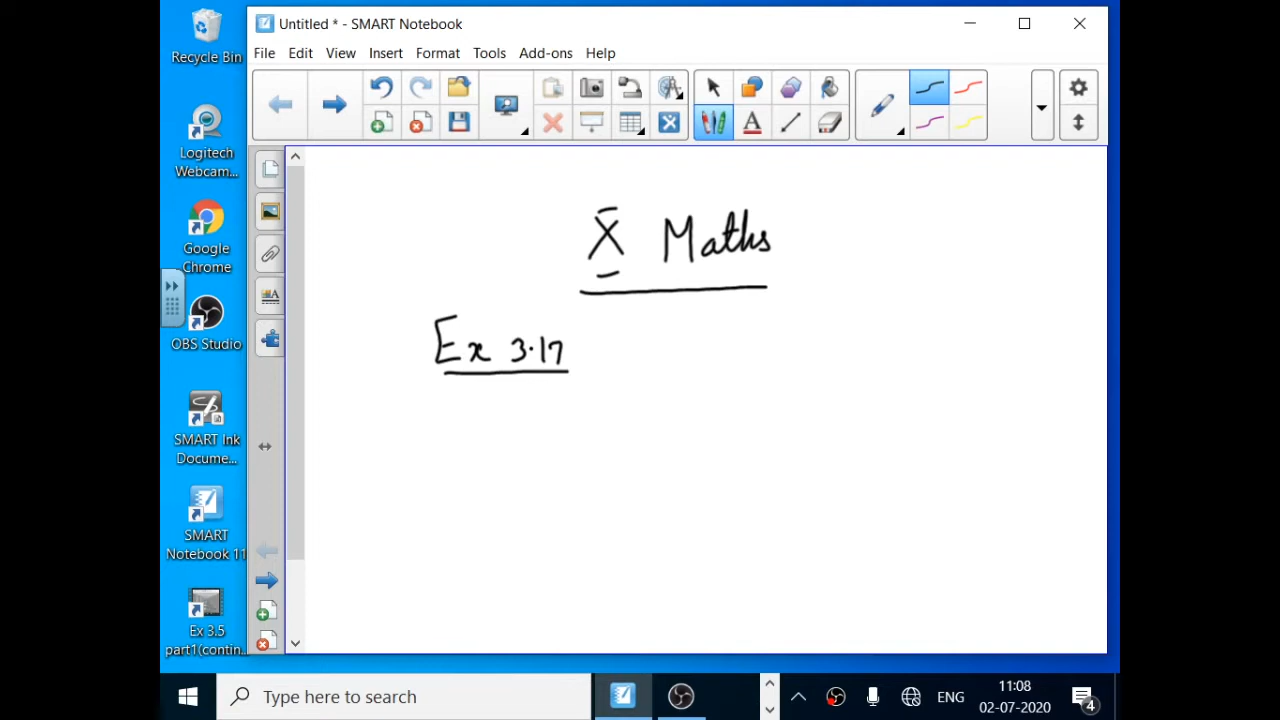 Recycle Bin
Untitled * - SMART Notebook
File Edit View Insert Format Tools Add-ons Help
Logitech
Webcam...
Google
Chrome
OBS Studio
SMART Ink
Docume...
SMART
Notebook 11
Ex 3.5
part1(contin...
X Maths
Ex 3.17
Type here to search
ENG
11:08
02-07-2020
4